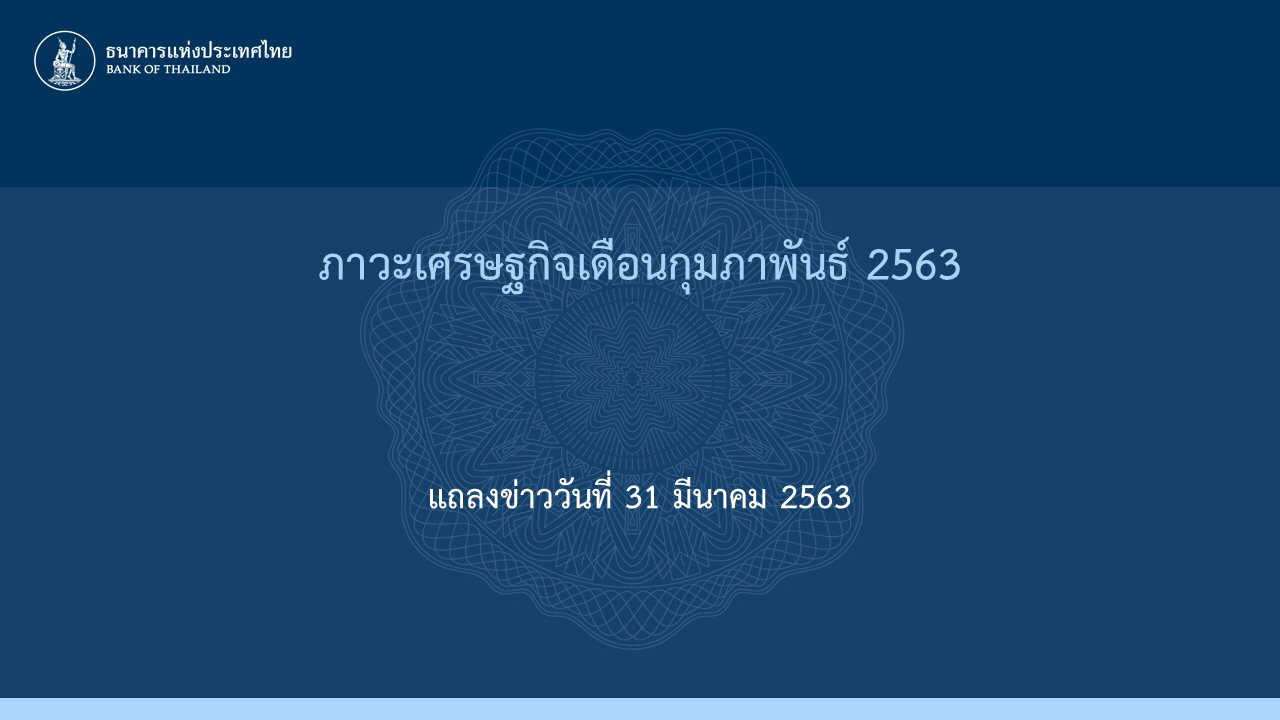 ธนาคารแห่งประเทศไทย
BANK OF THAILAND
ภาวะเศรษฐกิจเดือนกุมภาพันธ์ 2563
แถลงข่าววันที่ 31 มีนาคม 2563